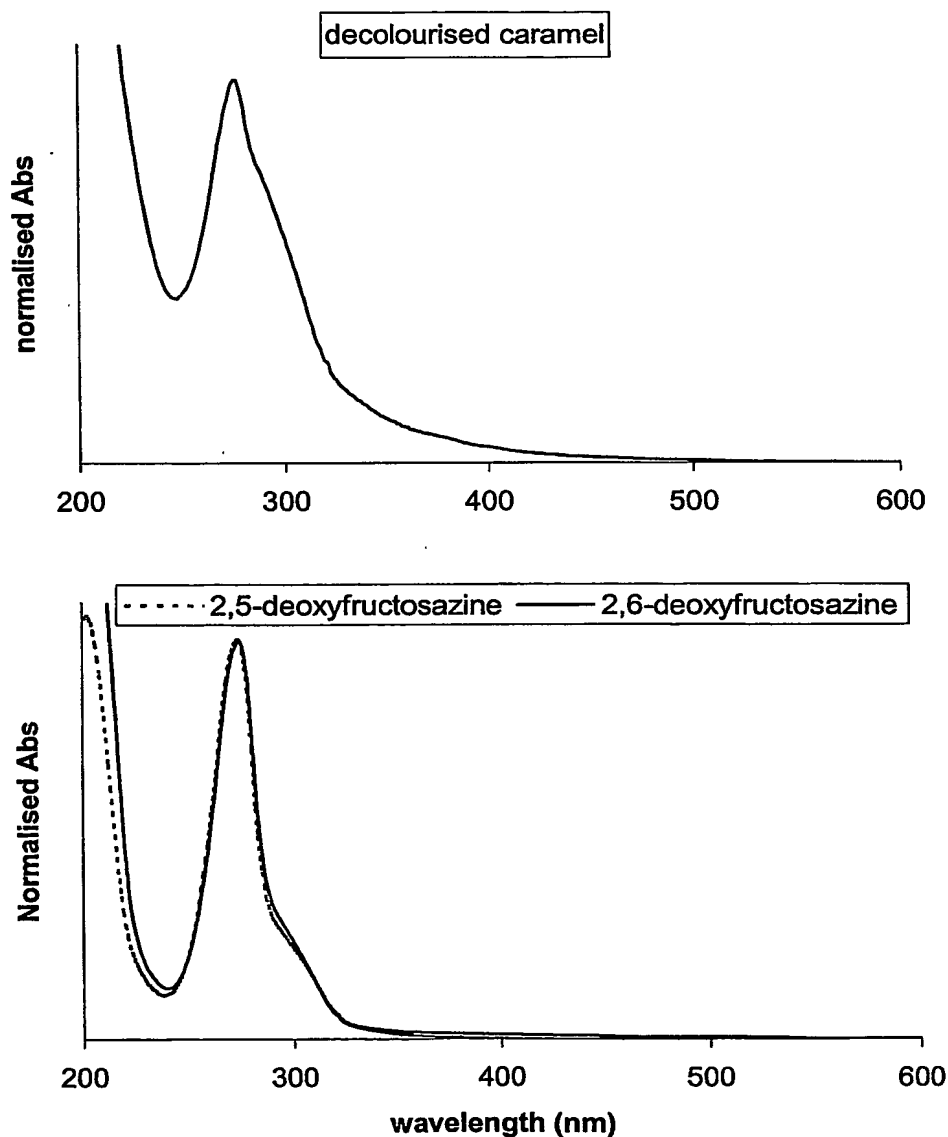 decolourised caramel
normalised Abs
200 300 400 500 600
2,5-deoxyfructosazine 2,6-deoxyfructosazine
Normalised Abs
200 300 400 500 600
wavelength (nm)